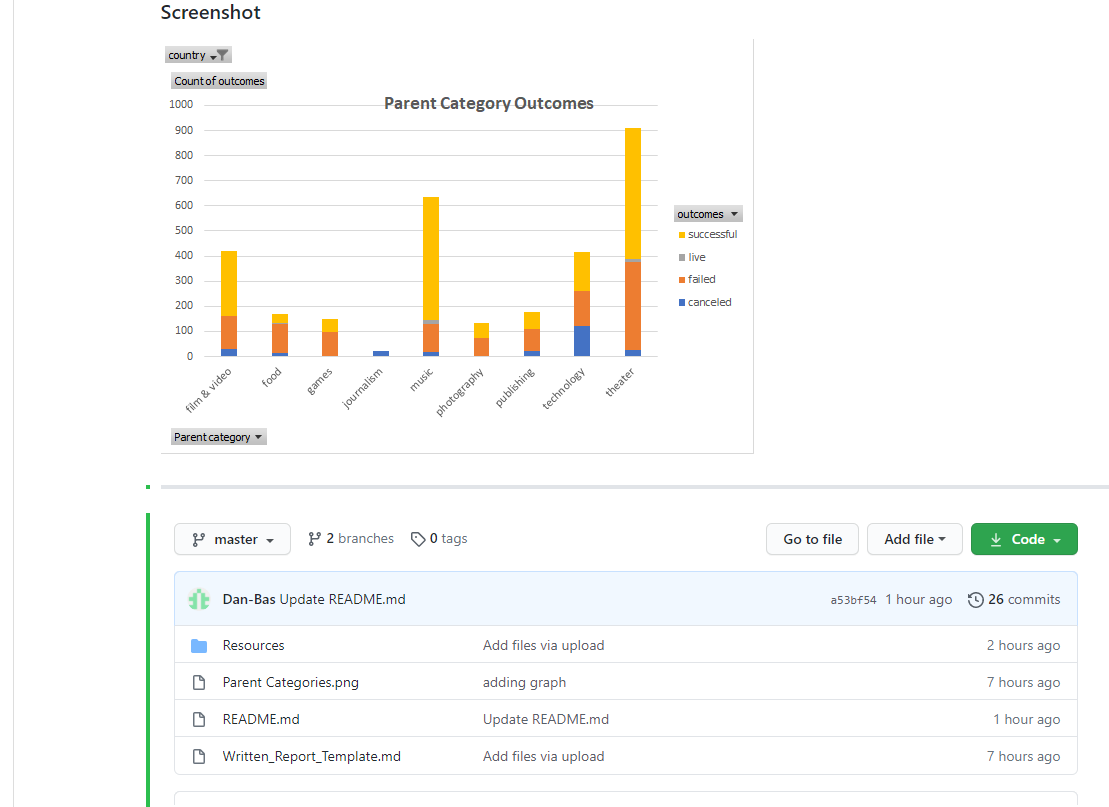 Screenshot
country
Count of outcomes
Parent Category Outcomes
1000
900
800
700
600
500
400
300
200
100
0
outcomes
successful
live
failed
canceled
film & video
food
games
journalism
music
photography
publishing
technology
theater
Parent category
master 2 branches 0 tags Go to file Add file Code
Dan-Bas Update README.md a53bf54 1 hour ago 26 commits
Resources Add files via upload 2 hours ago
Parent Categories.png adding graph 7 hours ago
README.md Update README.md 1 hour ago
Written_Report_Template.md Add files via upload 7 hours ago